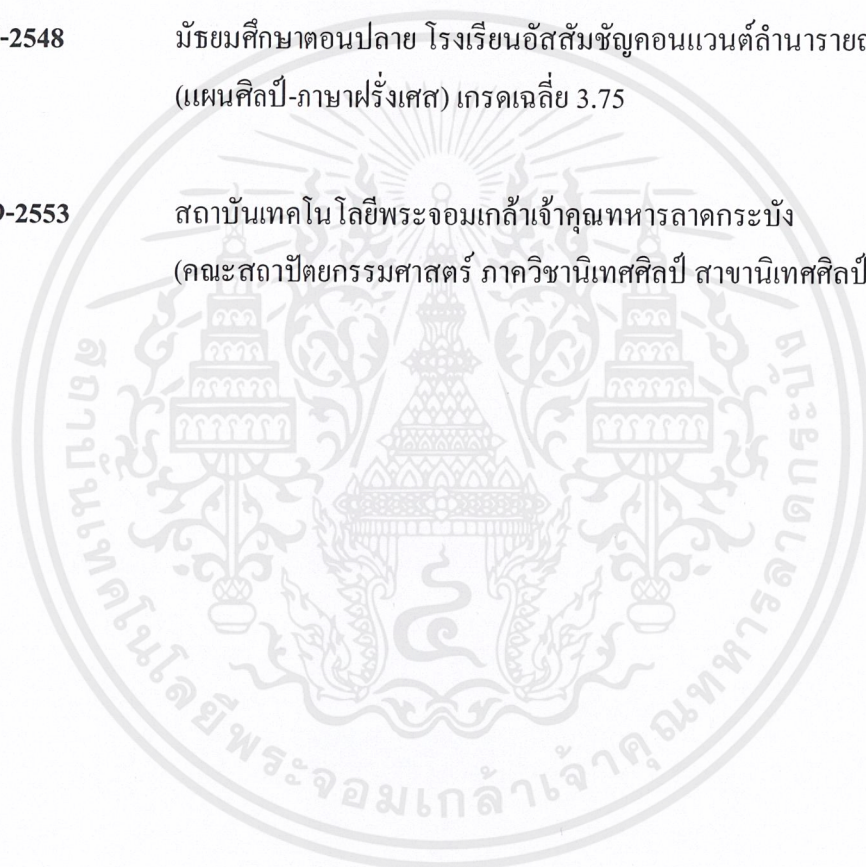 -2548 มัธยมศึกษาตอนปลาย โรงเรียนอัสสัมชัญคอนแวนต์ลำนารายณ
(แผนศิลป์-ภาษาฝรั่งเศส) เกรดเฉลี่ย 3.75
9-2553 สถาบันเทคโนโลยีพระจอมเกล้าเจ้าคุณทหารลาดกระบัง
(คณะสถาปัตยกรรมศาสตร์ ภาควิชานิเทศศิลป์ สาขานิเทศศิลป์
สถาบันเทคโนโลยีพระจอมเกล้าเจ้าคุณทหารลาดกระบัง